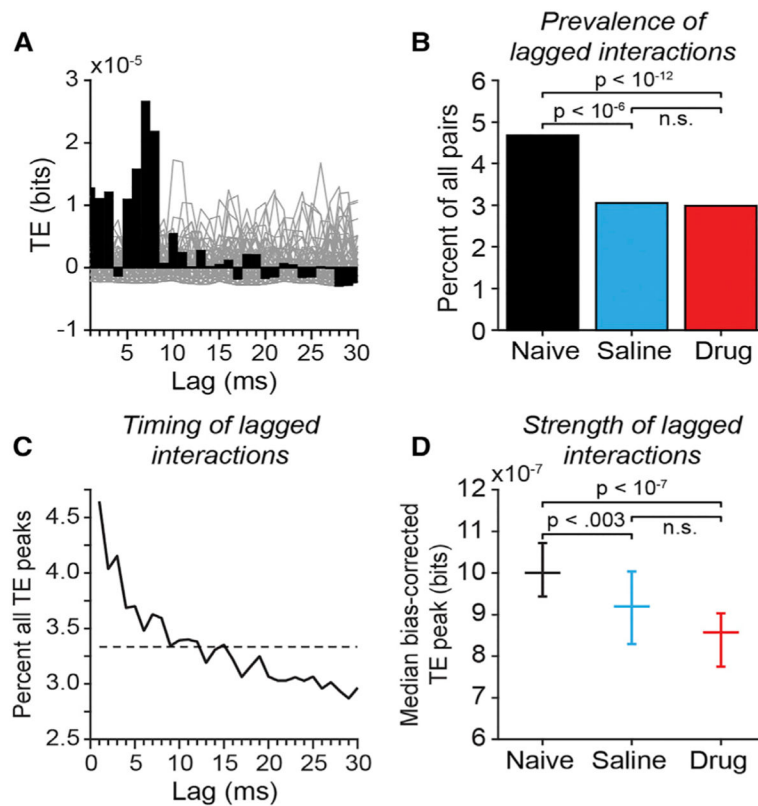 A
x10⁻⁵
3
2
1
0
-1
TE (bits)
5 10 15 20 25 30
Lag (ms)
B
Prevalence of
lagged interactions
p < 10⁻¹²
p < 10⁻⁶
n.s.
6
5
4
3
2
1
0
Percent of all pairs
Naive Saline Drug
C
Timing of lagged
interactions
4.5
4.0
3.5
3.0
2.5
Percent all TE peaks
0 5 10 15 20 25 30
Lag (ms)
D
Strength of lagged
interactions
x10⁻⁷
p < 10⁻⁷
p < .003
n.s.
12
11
10
9
8
7
6
Median bias-corrected
TE peak (bits)
Naive Saline Drug